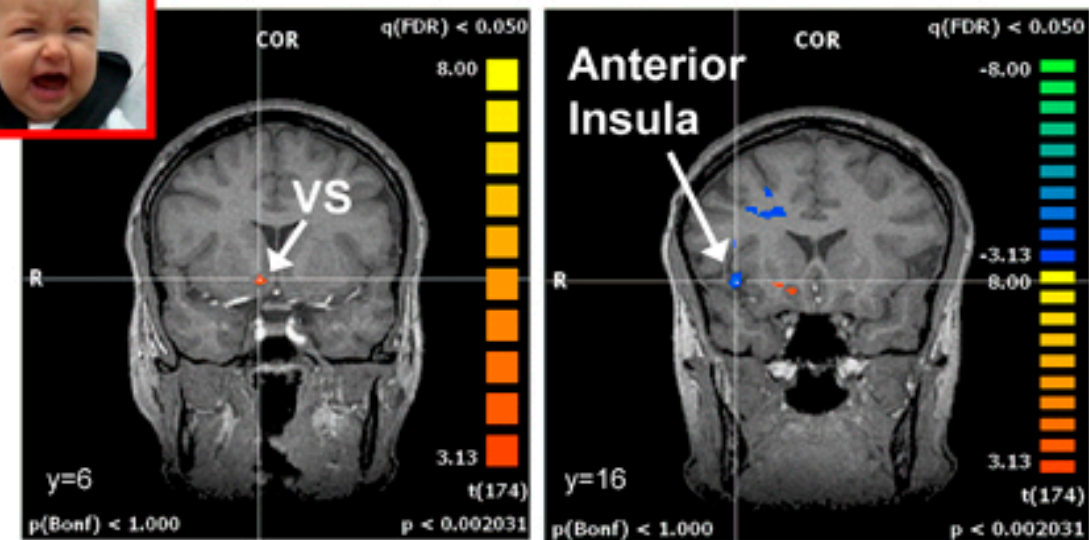 COR
q(FDR) < 0.050
8.00
VS
R
3.13
y=6
t(174)
p(Bonf) < 1.000
p < 0.002031
COR
q(FDR) < 0.050
Anterior
Insula
-8.00
-3.13
8.00
R
3.13
y=16
t(174)
p(Bonf) < 1.000
p < 0.002031